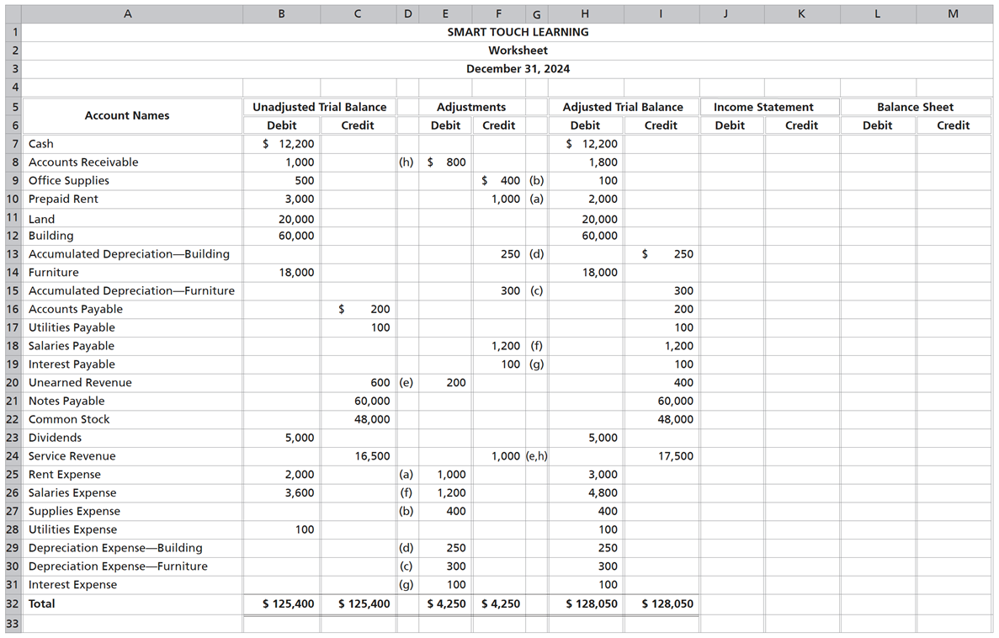 A B C D E F G H I J K L M
1 SMART TOUCH LEARNING
2 Worksheet
3 December 31, 2024
4
5 Account Names Unadjusted Trial Balance Adjustments Adjusted Trial Balance Income Statement Balance Sheet
6 Debit Credit Debit Credit Debit Credit Debit Credit Debit Credit
7 Cash $ 12,200 $ 12,200
8 Accounts Receivable 1,000 (h) $ 800 1,800
9 Office Supplies 500 $ 400 (b) 100
10 Prepaid Rent 3,000 1,000 (a) 2,000
11 Land 20,000 20,000
12 Building 60,000 60,000
13 Accumulated Depreciation—Building 250 (d) $ 250
14 Furniture 18,000 18,000
15 Accumulated Depreciation—Furniture 300 (c) 300
16 Accounts Payable $ 200 200
17 Utilities Payable 100 100
18 Salaries Payable 1,200 (f) 1,200
19 Interest Payable 100 (g) 100
20 Unearned Revenue 600 (e) 200 400
21 Notes Payable 60,000 60,000
22 Common Stock 48,000 48,000
23 Dividends 5,000 5,000
24 Service Revenue 16,500 1,000 (e,h) 17,500
25 Rent Expense 2,000 (a) 1,000 3,000
26 Salaries Expense 3,600 (f) 1,200 4,800
27 Supplies Expense (b) 400 400
28 Utilities Expense 100 100
29 Depreciation Expense—Building (d) 250 250
30 Depreciation Expense—Furniture (c) 300 300
31 Interest Expense (g) 100 100
32 Total $ 125,400 $ 125,400 $ 4,250 $ 4,250 $ 128,050 $ 128,050
33